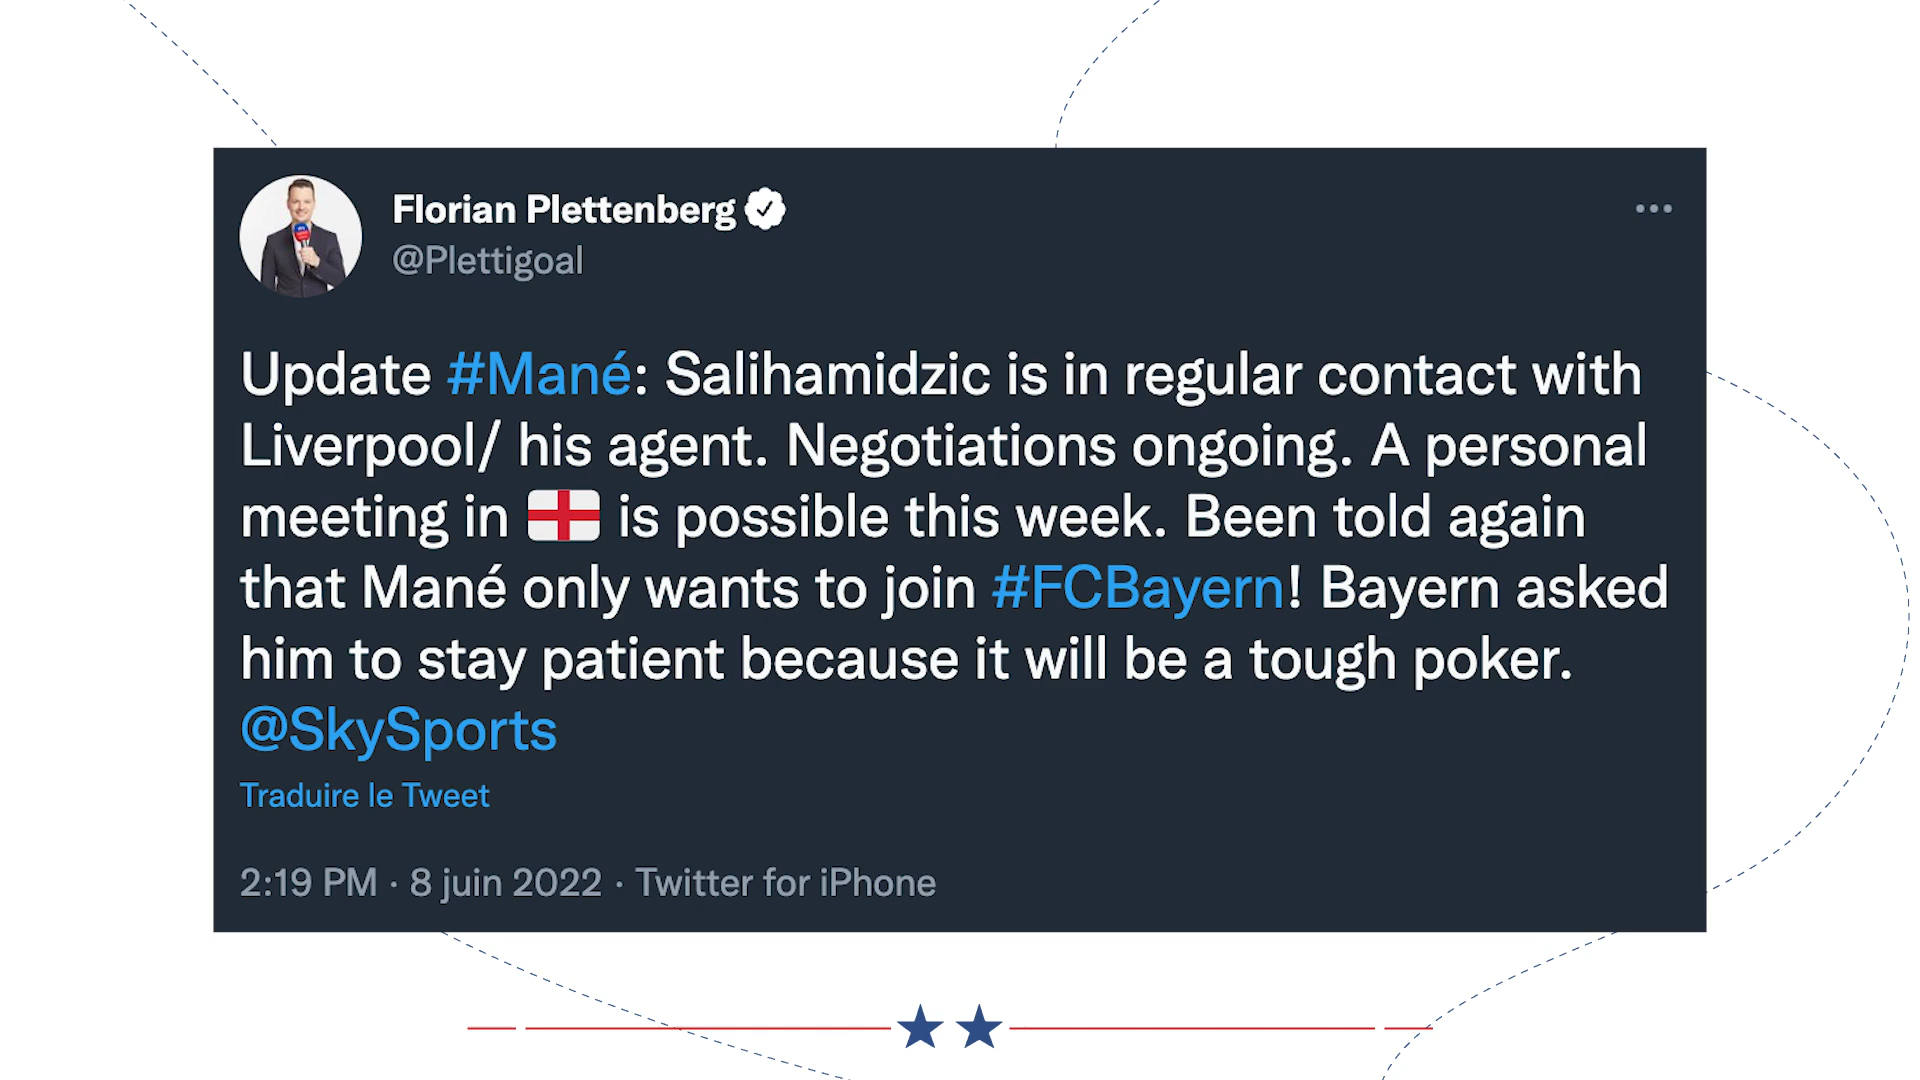 Florian Plettenberg
@Plettigoal
Update #Mané: Salihamidzic is in regular contact with
Liverpool/ his agent. Negotiations ongoing. A personal
meeting in 🏴󠁧󠁢󠁥󠁮󠁧󠁿 is possible this week. Been told again
that Mané only wants to join #FCBayern! Bayern asked
him to stay patient because it will be a tough poker.
@SkySports
Traduire le Tweet
2:19 PM · 8 juin 2022 · Twitter for iPhone